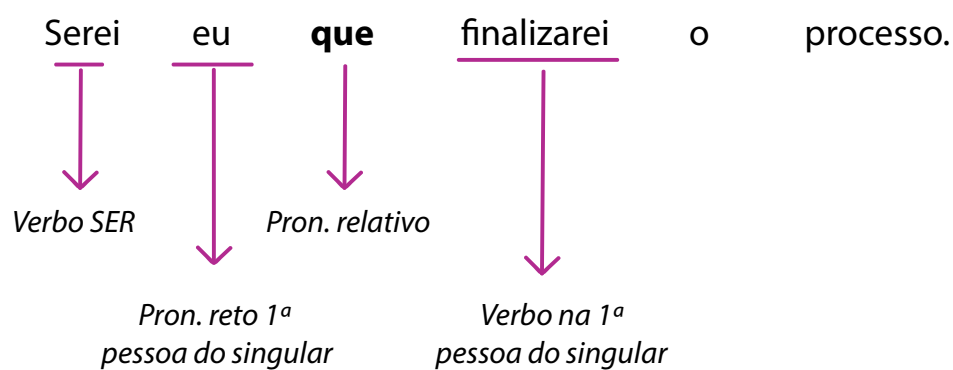 Serei eu que finalizarei o processo.
Verbo SER
Pron. relativo
Pron. reto 1ª
pessoa do singular
Verbo na 1ª
pessoa do singular